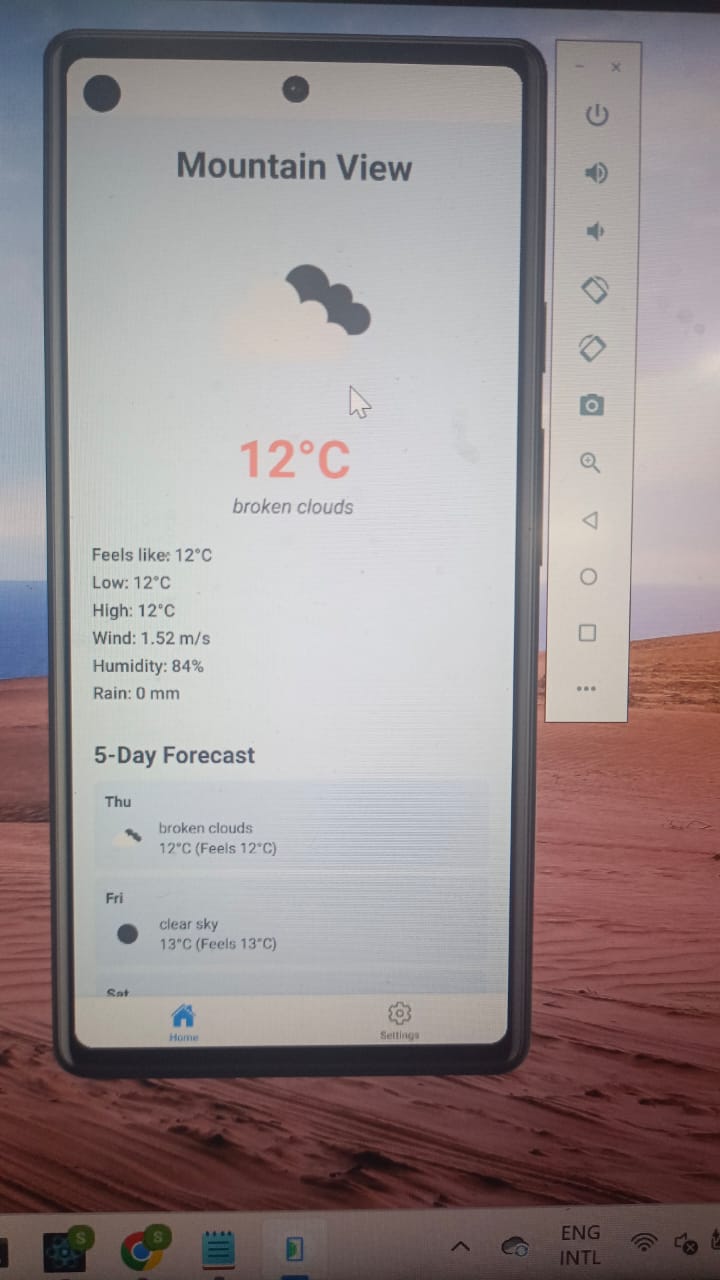 Mountain View
12°C
broken clouds
Feels like: 12°C
Low: 12°C
High: 12°C
Wind: 1.52 m/s
Humidity: 84%
Rain: 0 mm
5-Day Forecast
Thu
broken clouds
12°C (Feels 12°C)
Fri
clear sky
13°C (Feels 13°C)
Sat
Home
Settings
S
S
ENG
INTL